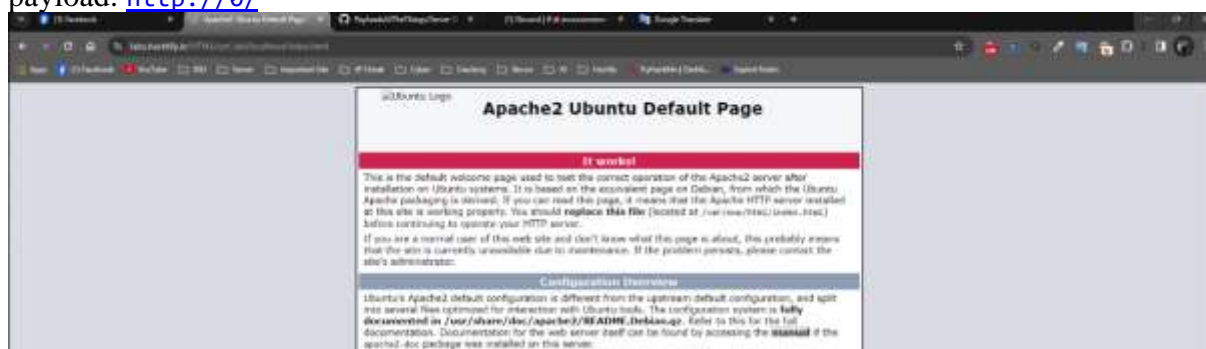 payload: http://0/
Facebook
Google Translate
YouTube
Ubuntu Logo
Apache2 Ubuntu Default Page
It works!
This is the default welcome page used to test the correct operation of the Apache2 server after
installation on Ubuntu systems. It is based on the equivalent page on Debian, from which the Ubuntu
Apache packaging is derived. If you can read this page, it means that the Apache HTTP server installed
at this site is working properly. You should replace this file (located at /var/www/html/index.html)
before continuing to operate your HTTP server.
If you are a normal user of this web site and don't know what this page is about, this probably means
that the site is currently unavailable due to maintenance. If the problem persists, please contact the
site's administrator.
Configuration Overview
Ubuntu's Apache2 default configuration is different from the upstream default configuration, and split
into several files optimized for interaction with Ubuntu tools. The configuration system is fully
documented in /usr/share/doc/apache2/README.Debian.gz. Refer to this for the full
documentation. Documentation for the web server itself can be found by accessing the manual if the
apache2-doc package was installed on this server.